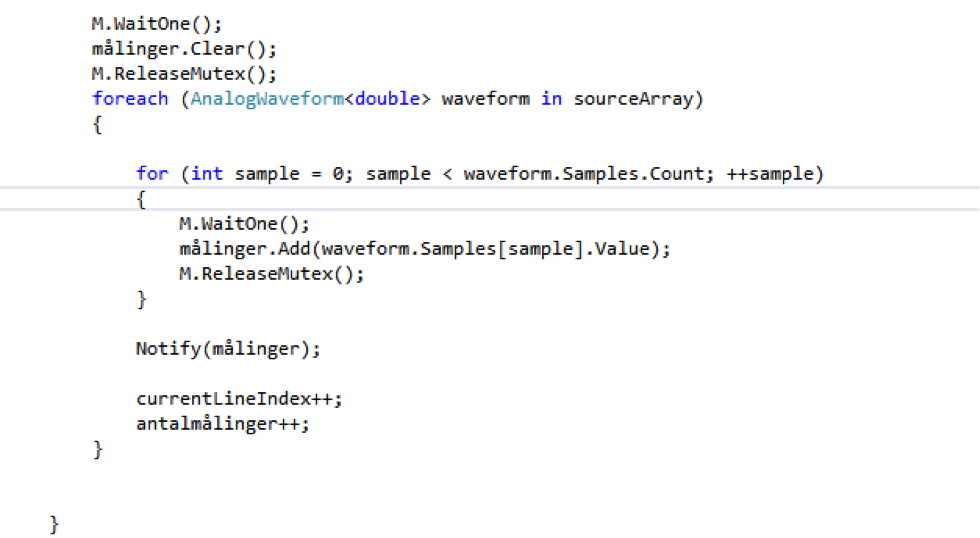 M.WaitOne();
målinger.Clear();
M.ReleaseMutex();
foreach (AnalogWaveform<double> waveform in sourceArray)
{
for (int sample = 0; sample < waveform.Samples.Count; ++sample)
{
M.WaitOne();
målinger.Add(waveform.Samples[sample].Value);
M.ReleaseMutex();
}
Notify(målinger);
currentLineIndex++;
antalmålinger++;
}
}